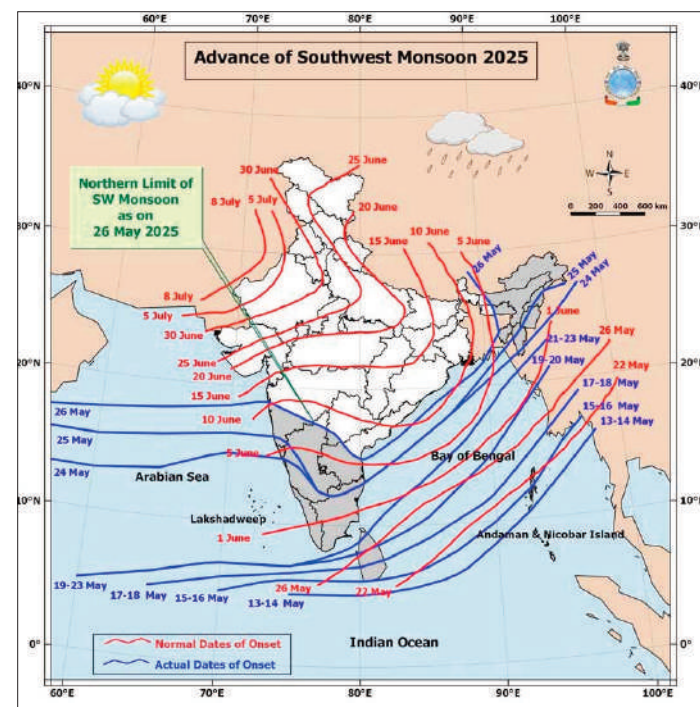 60°E
70°E
80°E
90°E
100°E
Advance of Southwest Monsoon 2025
40°N
40°N
N
W
E
S
0 200 400 600 km
Northern Limit of
SW Monsoon
as on
26 May 2025
30 June
25 June
8 July
5 July
20 June
10 June
15 June
5 June
30°N
30°N
26 May
25 May
24 May
8 July
5 July
30 June
1 June
26 May
21-23 May
22 May
19-20 May
20°N
20°N
25 June
20 June
15 June
17-18 May
15-16 May
13-14 May
10 June
26 May
25 May
5 June
Bay of Bengal
24 May
Arabian Sea
10°N
10°N
Lakshadweep
Andaman & Nicobar Island
1 June
19-23 May
17-18 May
15-16 May
13-14 May
26 May
22 May
0°
0°
Indian Ocean
Normal Dates of Onset
Actual Dates of Onset
60°E
70°E
80°E
90°E
100°E